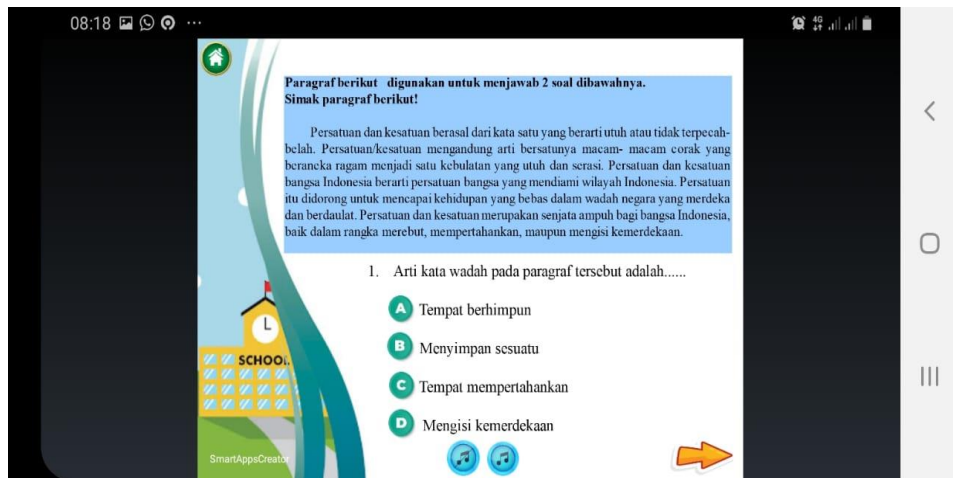 08:18
4G
Paragraf berikut digunakan untuk menjawab 2 soal dibawahnya.
Simak paragraf berikut!
Persatuan dan kesatuan berasal dari kata satu yang berarti utuh atau tidak terpecah-
belah. Persatuan/kesatuan mengandung arti bersatunya macam- macam corak yang
beraneka ragam menjadi satu kebulatan yang utuh dan serasi. Persatuan dan kesatuan
bangsa Indonesia berarti persatuan bangsa yang mendiami wilayah Indonesia. Persatuan
itu didorong untuk mencapai kehidupan yang bebas dalam wadah negara yang merdeka
dan berdaulat. Persatuan dan kesatuan merupakan senjata ampuh bagi bangsa Indonesia,
baik dalam rangka merebut, mempertahankan, maupun mengisi kemerdekaan.
1. Arti kata wadah pada paragraf tersebut adalah......
A Tempat berhimpun
B Menyimpan sesuatu
C Tempat mempertahankan
D Mengisi kemerdekaan
SCHOOL
SmartAppsCreator